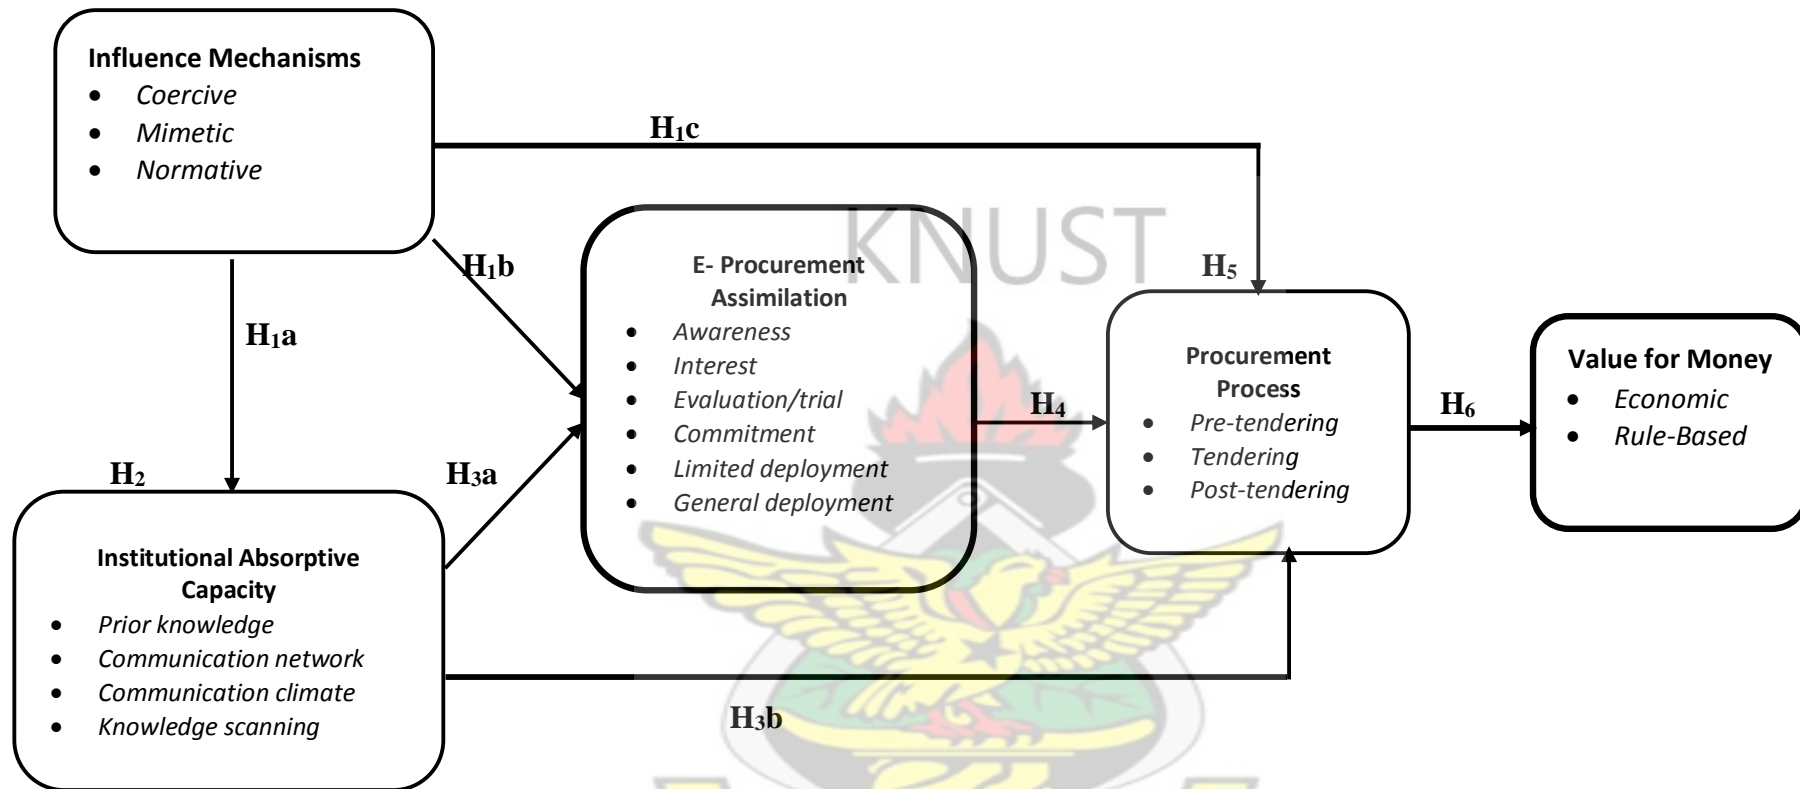 Influence Mechanisms
• Coercive
• Mimetic
• Normative
H₁c
H₁b
H₁a
KNUST
E- Procurement
Assimilation
• Awareness
• Interest
• Evaluation/trial
• Commitment
• Limited deployment
• General deployment
H₅
H₄
Procurement
Process
• Pre-tendering
• Tendering
• Post-tendering
H₆
Value for Money
• Economic
• Rule-Based
H₂
H₃a
Institutional Absorptive
Capacity
• Prior knowledge
• Communication network
• Communication climate
• Knowledge scanning
H₃b